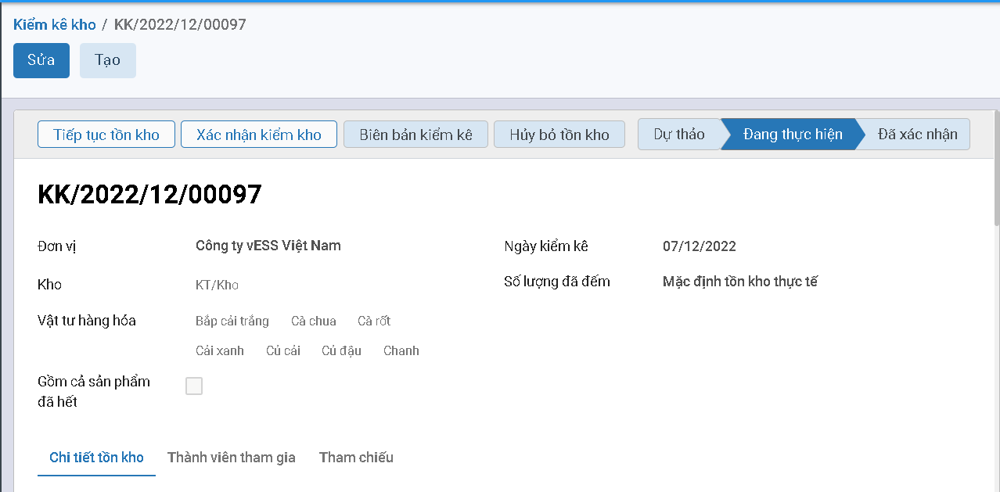 Kiểm kê kho / KK/2022/12/00097
Sửa Tạo
Tiếp tục tồn kho Xác nhận kiểm kho Biên bản kiểm kê Hủy bỏ tồn kho Dự thảo Đang thực hiện Đã xác nhận
KK/2022/12/00097
Đơn vị Công ty vESS Việt Nam Ngày kiểm kê 07/12/2022
Kho KT/Kho Số lượng đã đếm Mặc định tồn kho thực tế
Vật tư hàng hóa Bắp cải trắng Cà chua Cà rốt
Cải xanh Củ cải Củ đậu Chanh
Gồm cả sản phẩm
đã hết
Chi tiết tồn kho Thành viên tham gia Tham chiếu